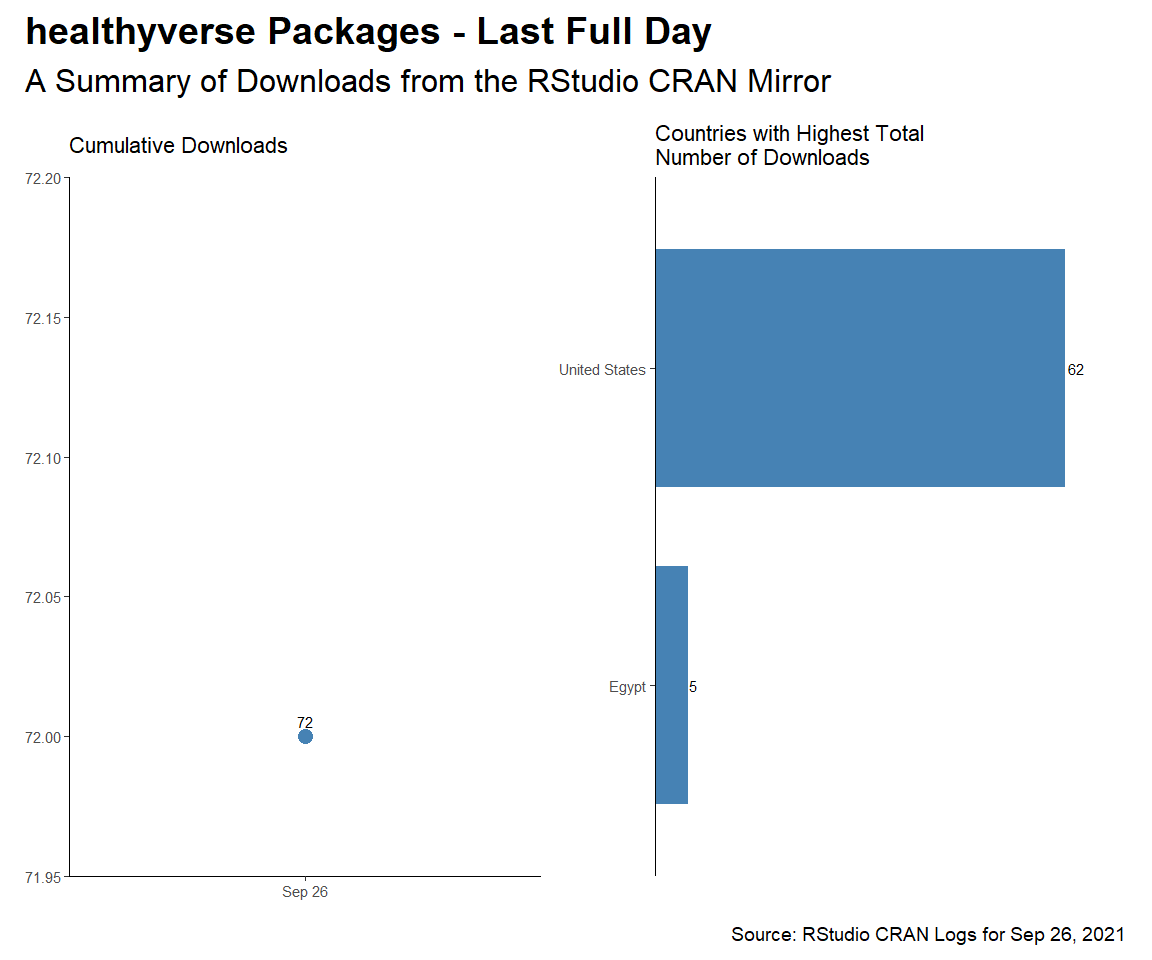 healthyverse Packages - Last Full Day
A Summary of Downloads from the RStudio CRAN Mirror
Cumulative Downloads
72.20
72.15
72.10
72.05
72.00
71.95
72
Sep 26
Countries with Highest Total
Number of Downloads
United States
62
Egypt
5
Source: RStudio CRAN Logs for Sep 26, 2021